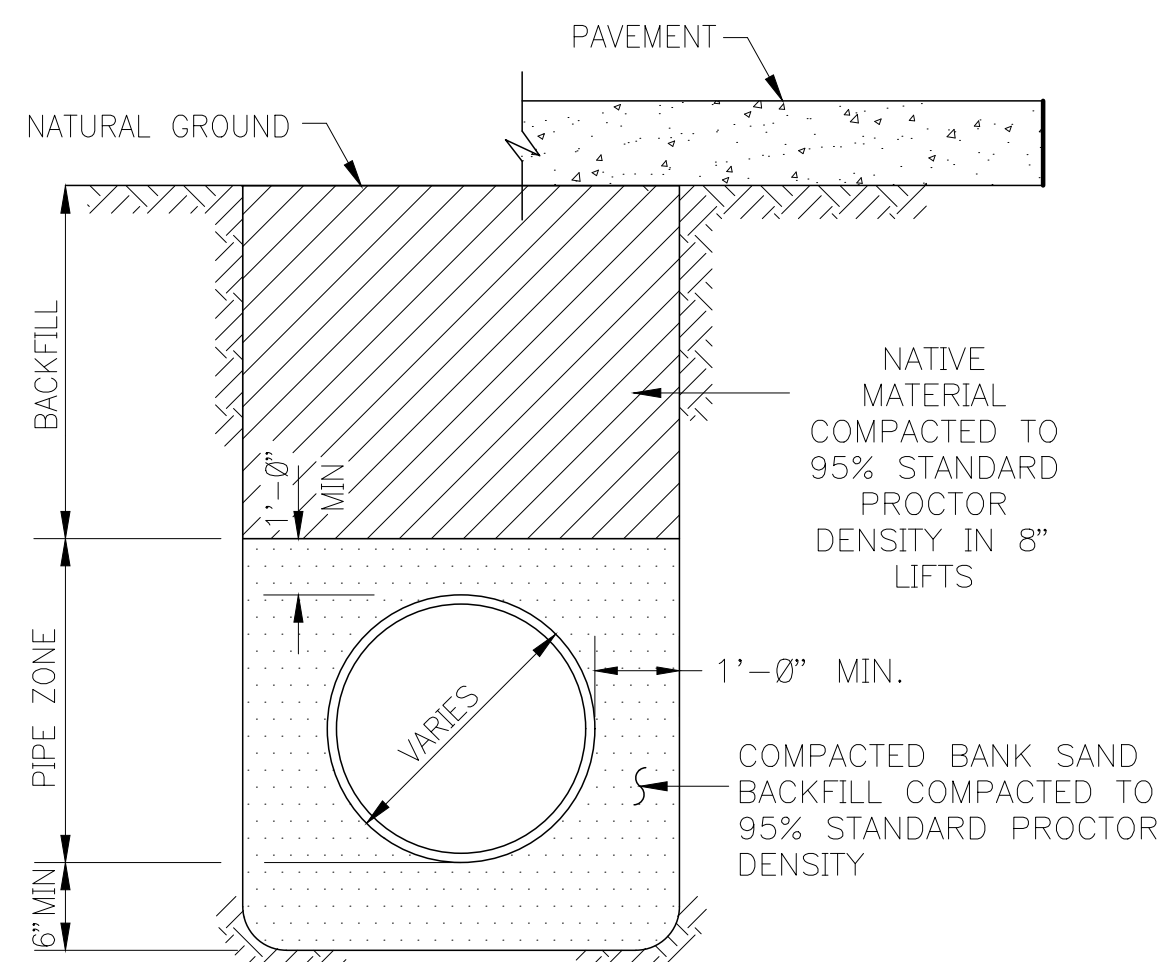 PAVEMENT
NATURAL GROUND
BACKFILL
NATIVE
MATERIAL
COMPACTED TO
95% STANDARD
PROCTOR
DENSITY IN 8"
LIFTS
1'-0"
MIN
PIPE ZONE
VARIES
1'-0" MIN.
COMPACTED BANK SAND
BACKFILL COMPACTED TO
95% STANDARD PROCTOR
DENSITY
6" MIN